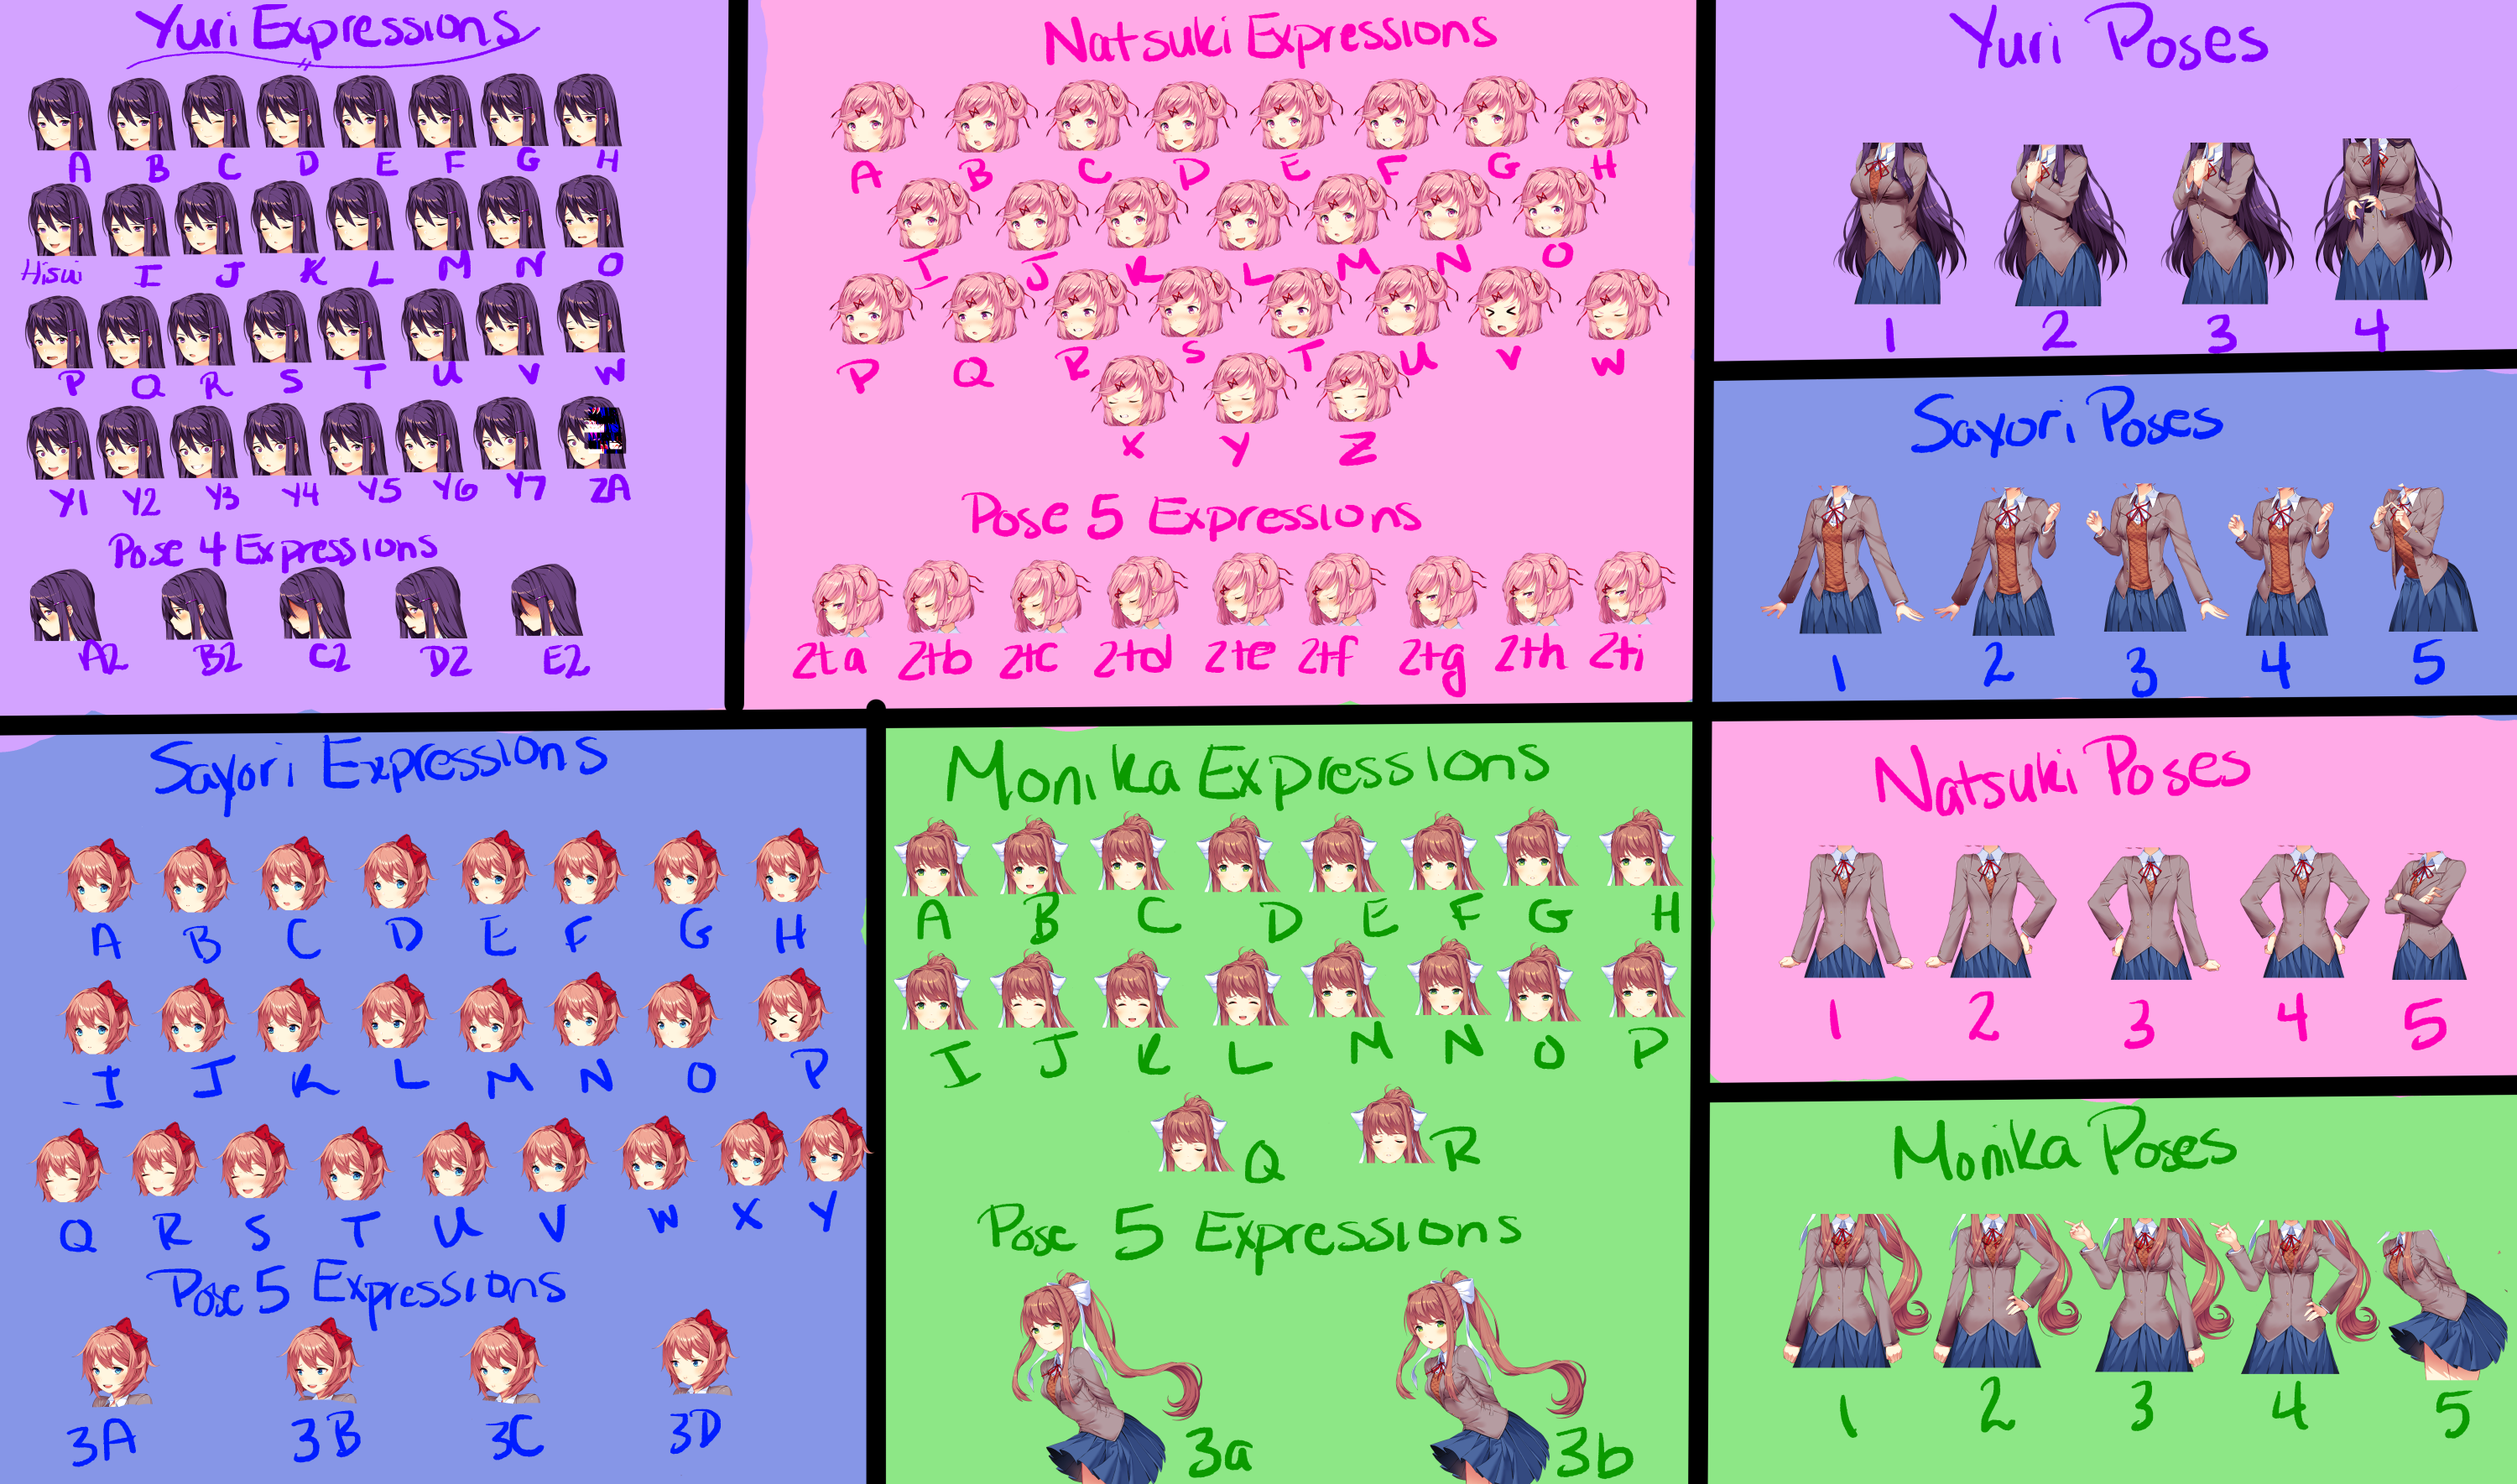 Yuri Expressions
A B C D E F G H
Hisui I J K L M N O
P Q R S T U V W
Y1 Y2 Y3 Y4 Y5 Y6 Y7 2A
Pose 4 Expressions
A2 B2 C2 D2 E2
Natsuki Expressions
A B C D E F G H
I J K L M N O
P Q R S T U V W
X Y Z
Pose 5 Expressions
2ta 2tb 2tc 2td 2te 2tf 2tg 2th 2ti
Yuri Poses
1 2 3 4
Sayori Poses
1 2 3 4 5
Sayori Expressions
A B C D E F G H
I J K L M N O P
Q R S T U V W X Y
Pose 5 Expressions
3A 3B 3C 3D
Monika Expressions
A B C D E F G H
I J K L M N O P
Q R
Pose 5 Expressions
3a 3b
Natsuki Poses
1 2 3 4 5
Monika Poses
1 2 3 4 5